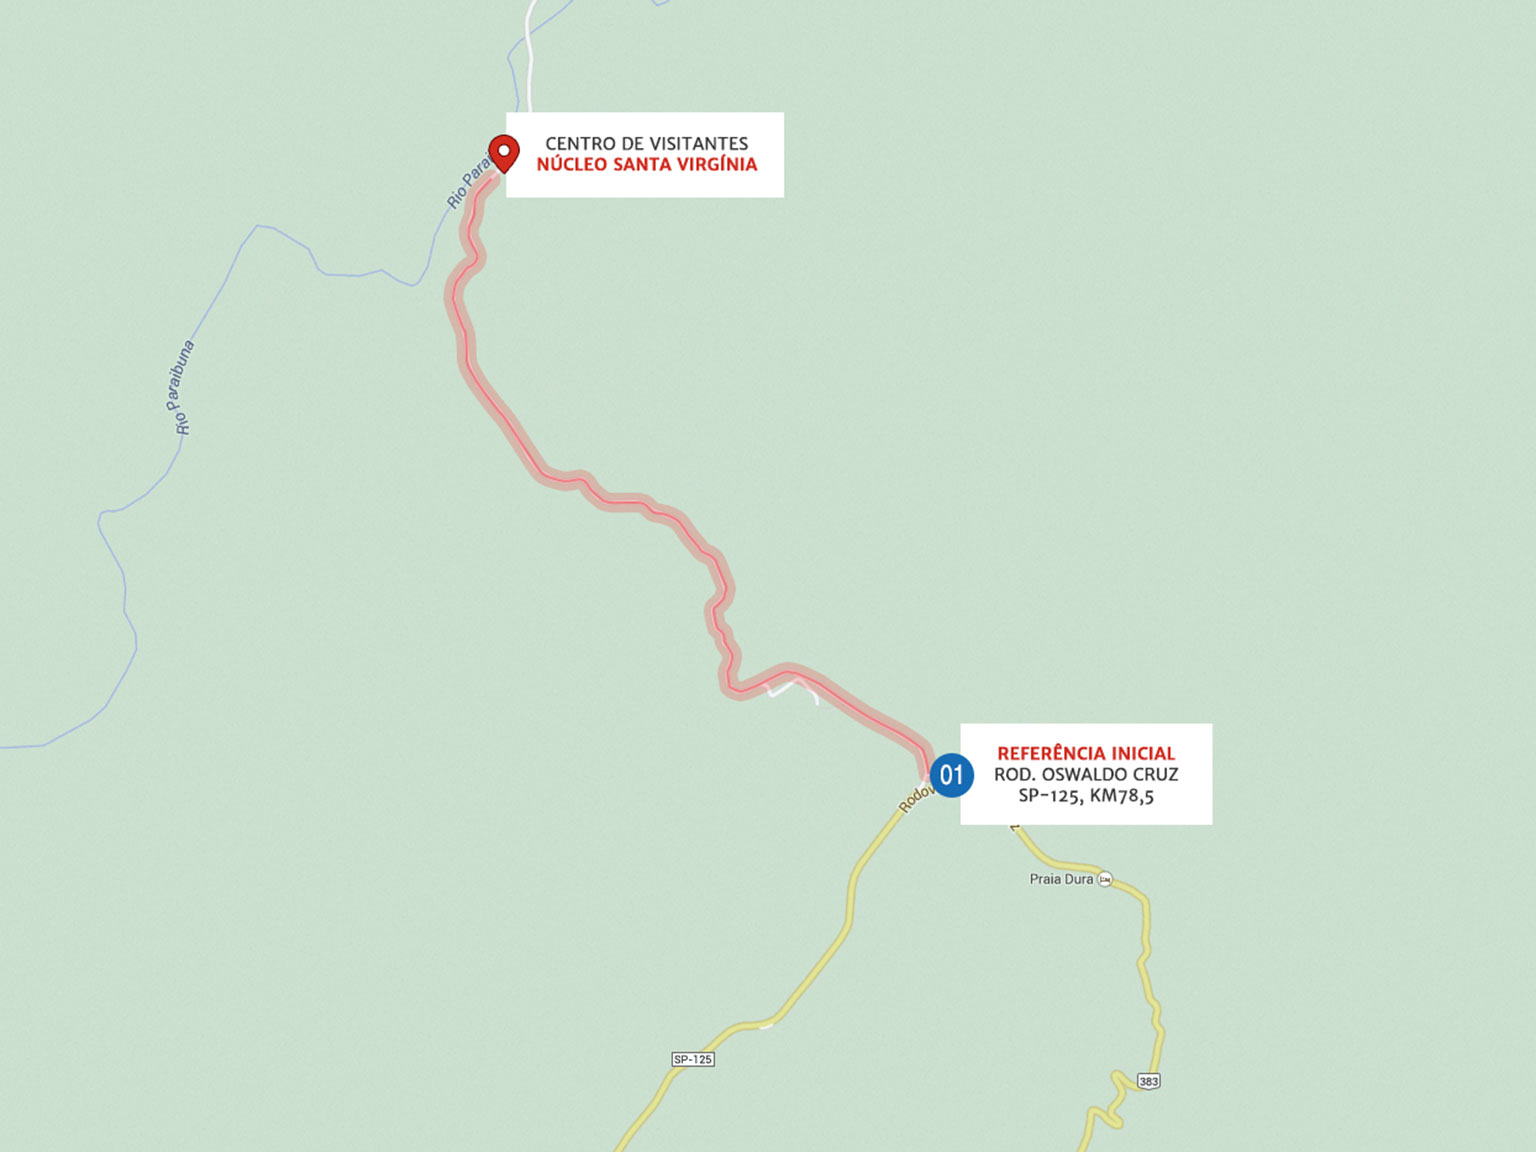 CENTRO DE VISITANTES
NÚCLEO SANTA VIRGÍNIA
Rio
Rio Paraibuna
REFERÊNCIA INICIAL
01
ROD. OSWALDO CRUZ
SP-125, KM78,5
Praia Dura
SP-125
383